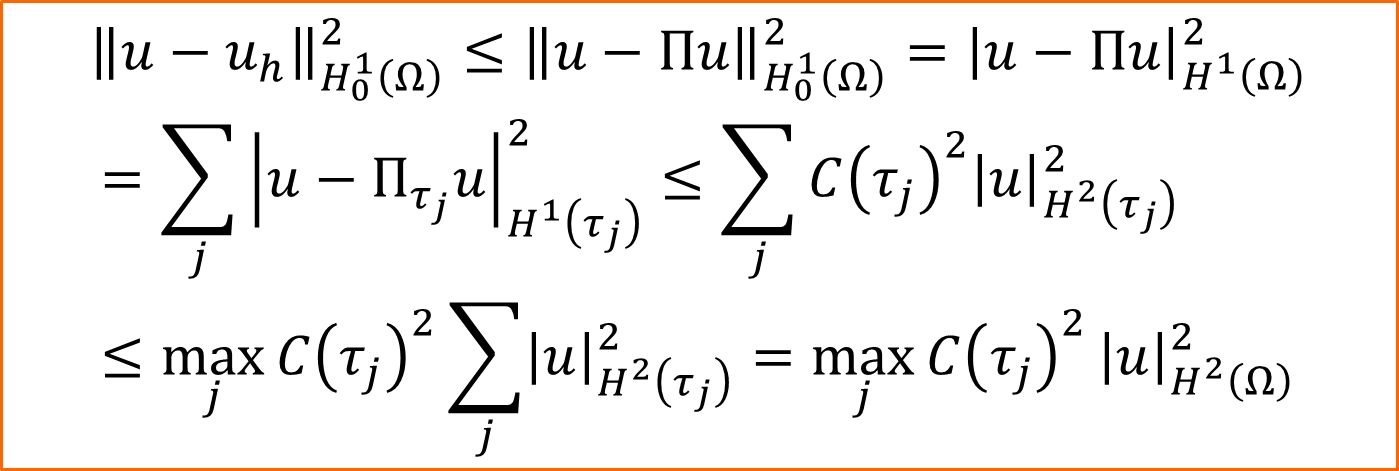 ‖u − u_h‖²_{H¹₀(Ω)} ≤ ‖u − Πu‖²_{H¹₀(Ω)} = |u − Πu|²_{H¹(Ω)}
= ∑_j |u − Π_{τ_j}u|²_{H¹(τ_j)} ≤ ∑_j C(τ_j)²|u|²_{H²(τ_j)}
≤ max_j C(τ_j)² ∑_j |u|²_{H²(τ_j)} = max_j C(τ_j)² |u|²_{H²(Ω)}